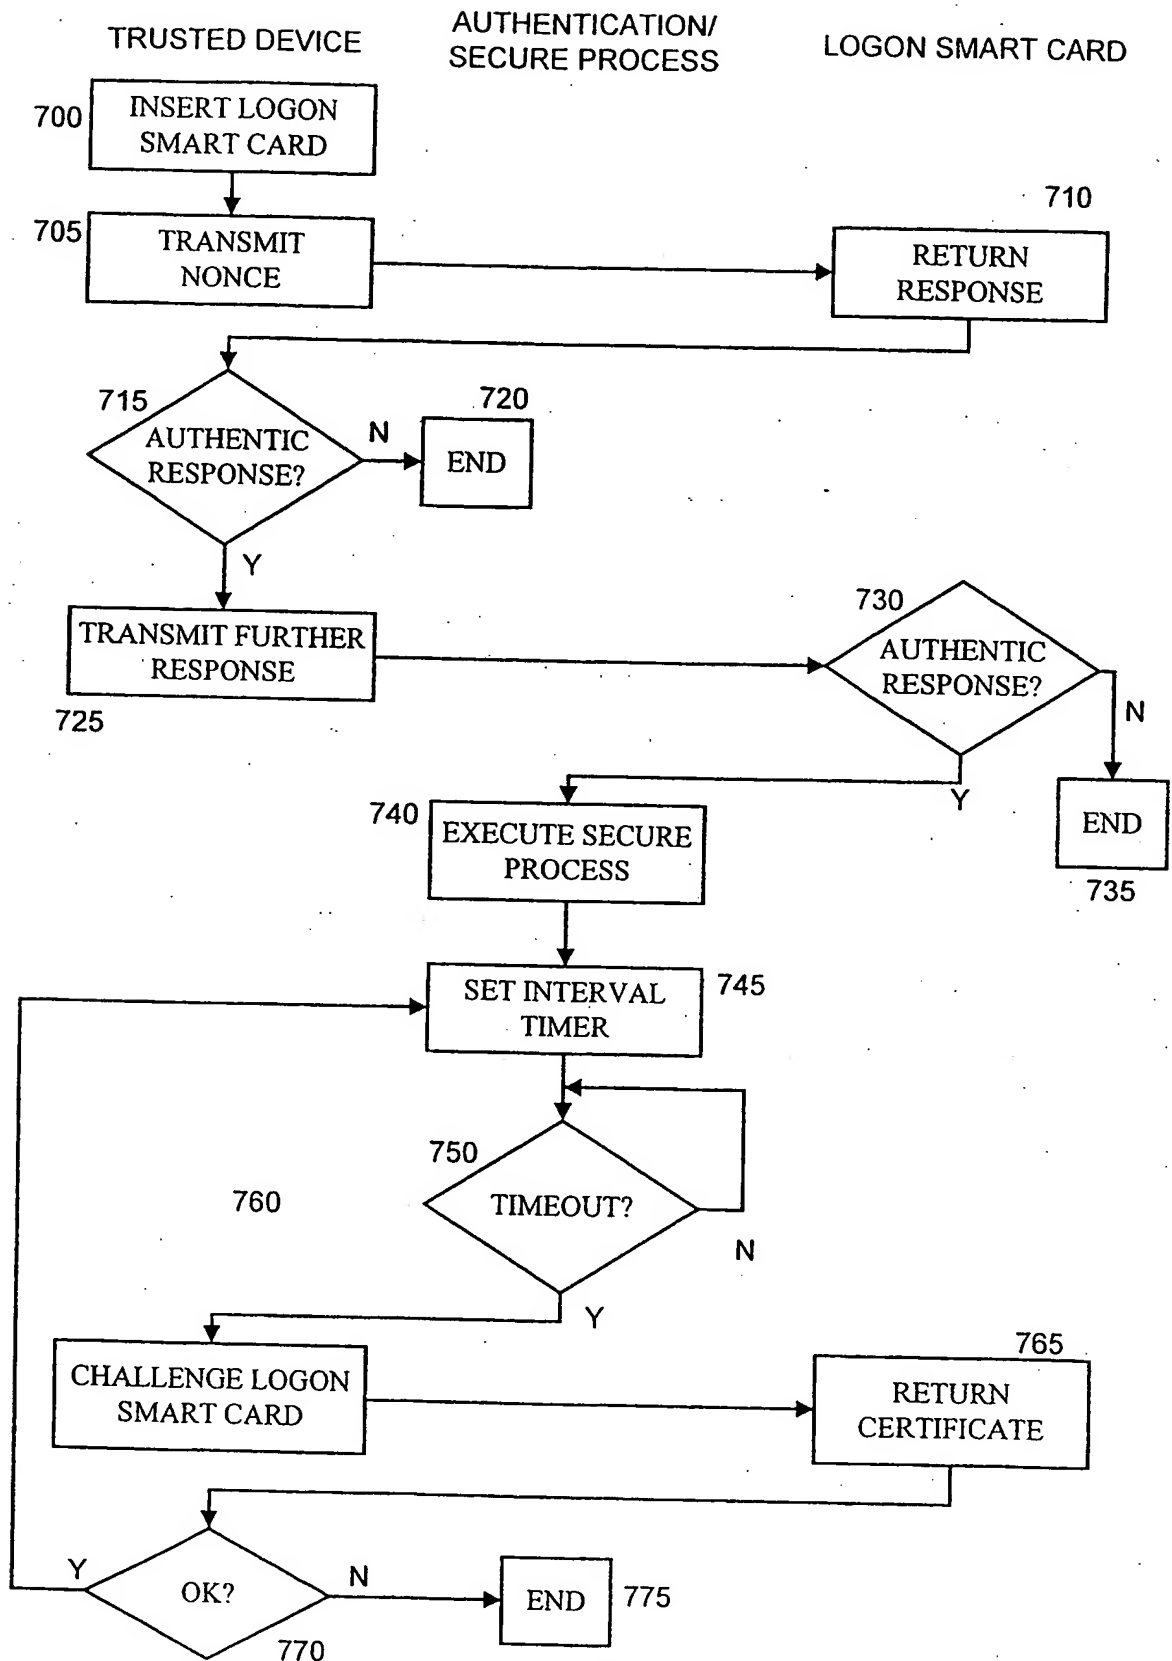 TRUSTED DEVICE
AUTHENTICATION/
SECURE PROCESS
LOGON SMART CARD
700
INSERT LOGON
SMART CARD
705
TRANSMIT
NONCE
710
RETURN
RESPONSE
715
AUTHENTIC
RESPONSE?
N
720
END
Y
TRANSMIT FURTHER
RESPONSE
725
730
AUTHENTIC
RESPONSE?
N
Y
END
735
740
EXECUTE SECURE
PROCESS
SET INTERVAL
TIMER
745
750
TIMEOUT?
N
Y
760
CHALLENGE LOGON
SMART CARD
765
RETURN
CERTIFICATE
Y
OK?
N
770
END
775